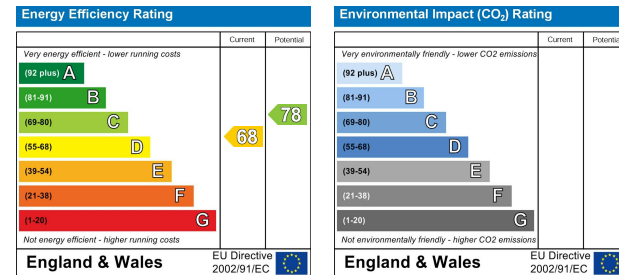 Energy Efficiency Rating
Current Potential
Very energy efficient - lower running costs
(92 plus) A
(81-91) B
(69-80) C
(55-68) D
(39-54) E
(21-38) F
(1-20) G
68
78
Not energy efficient - higher running costs
England & Wales
EU Directive
2002/91/EC
Environmental Impact (CO₂) Rating
Current Potentia
Very environmentally friendly - lower CO2 emissions
(92 plus) A
(81-91) B
(69-80) C
(55-68) D
(39-54) E
(21-38) F
(1-20) G
Not environmentally friendly - higher CO2 emissions
England & Wales
EU Directive
2002/91/EC